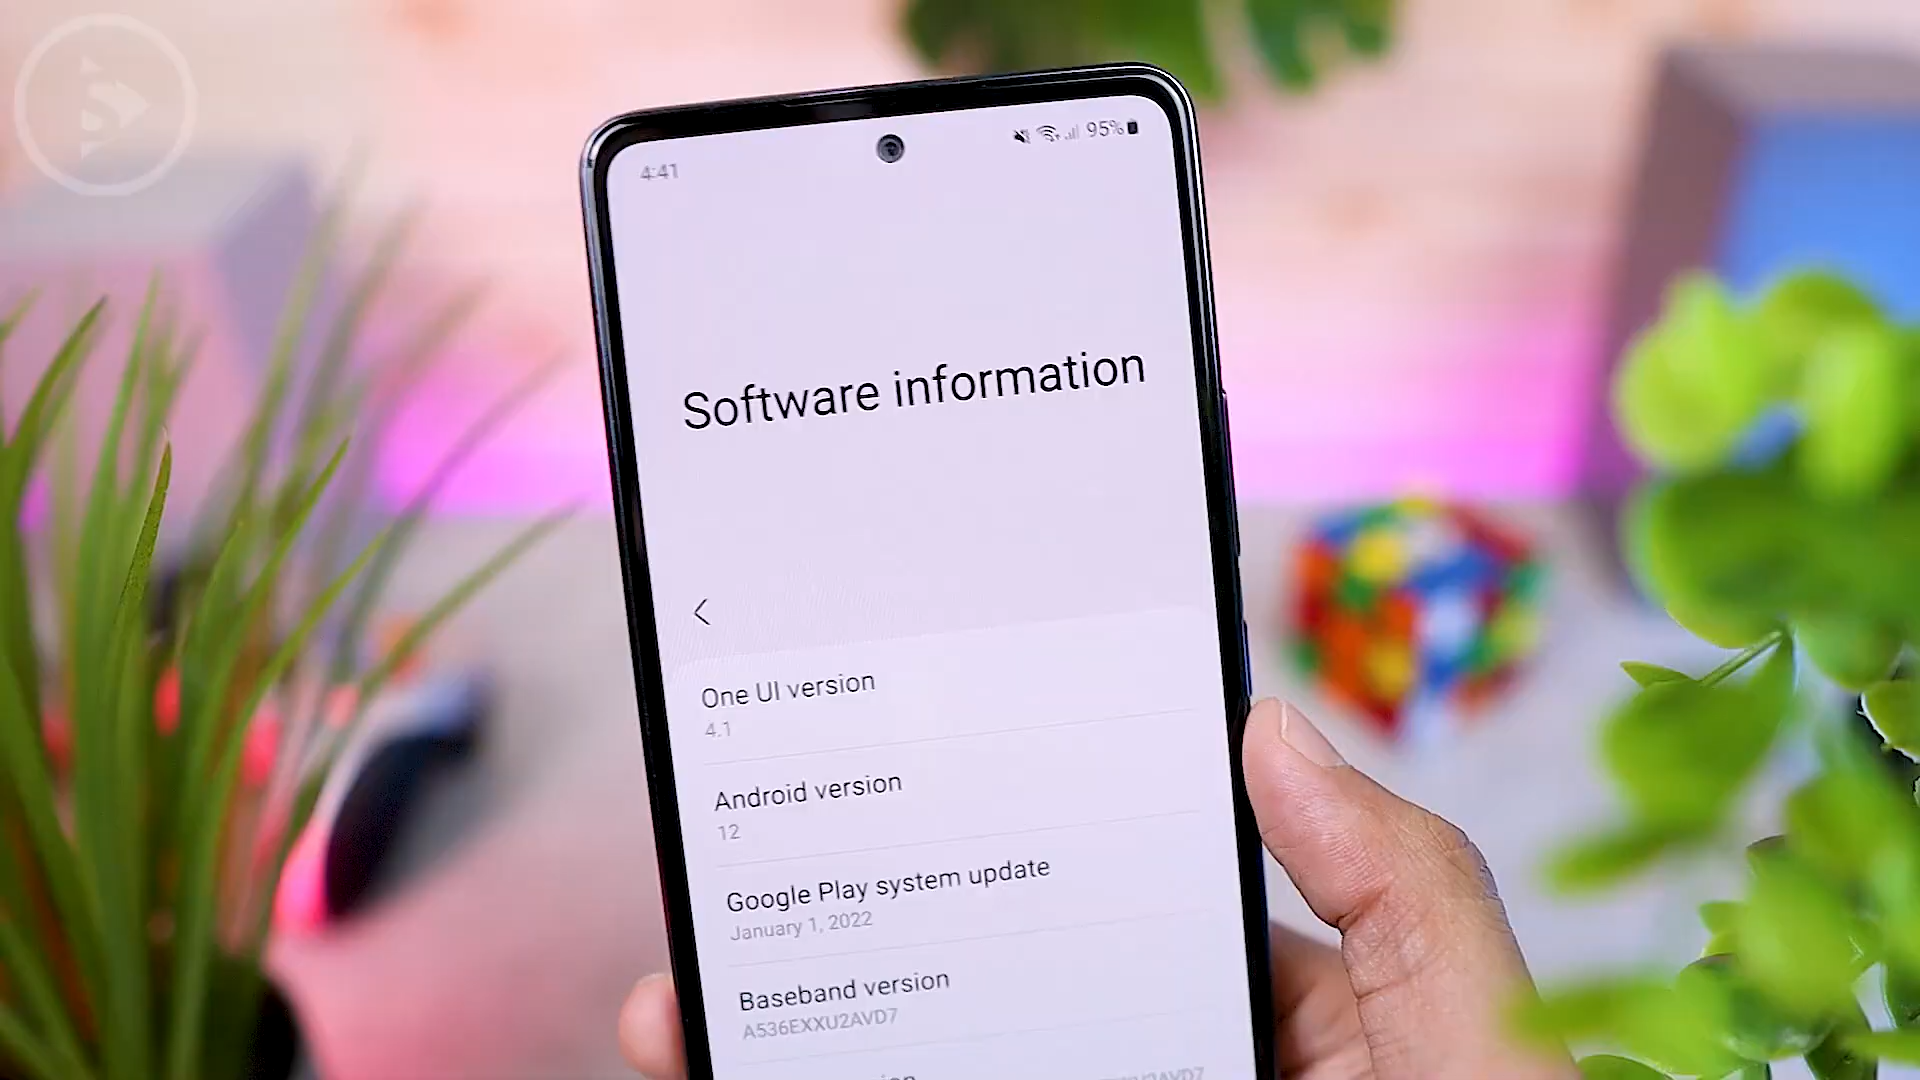 4:41
95%
Software information
One UI version
4.1
Android version
12
Google Play system update
January 1, 2022
Baseband version
A536EXXU2AVD7